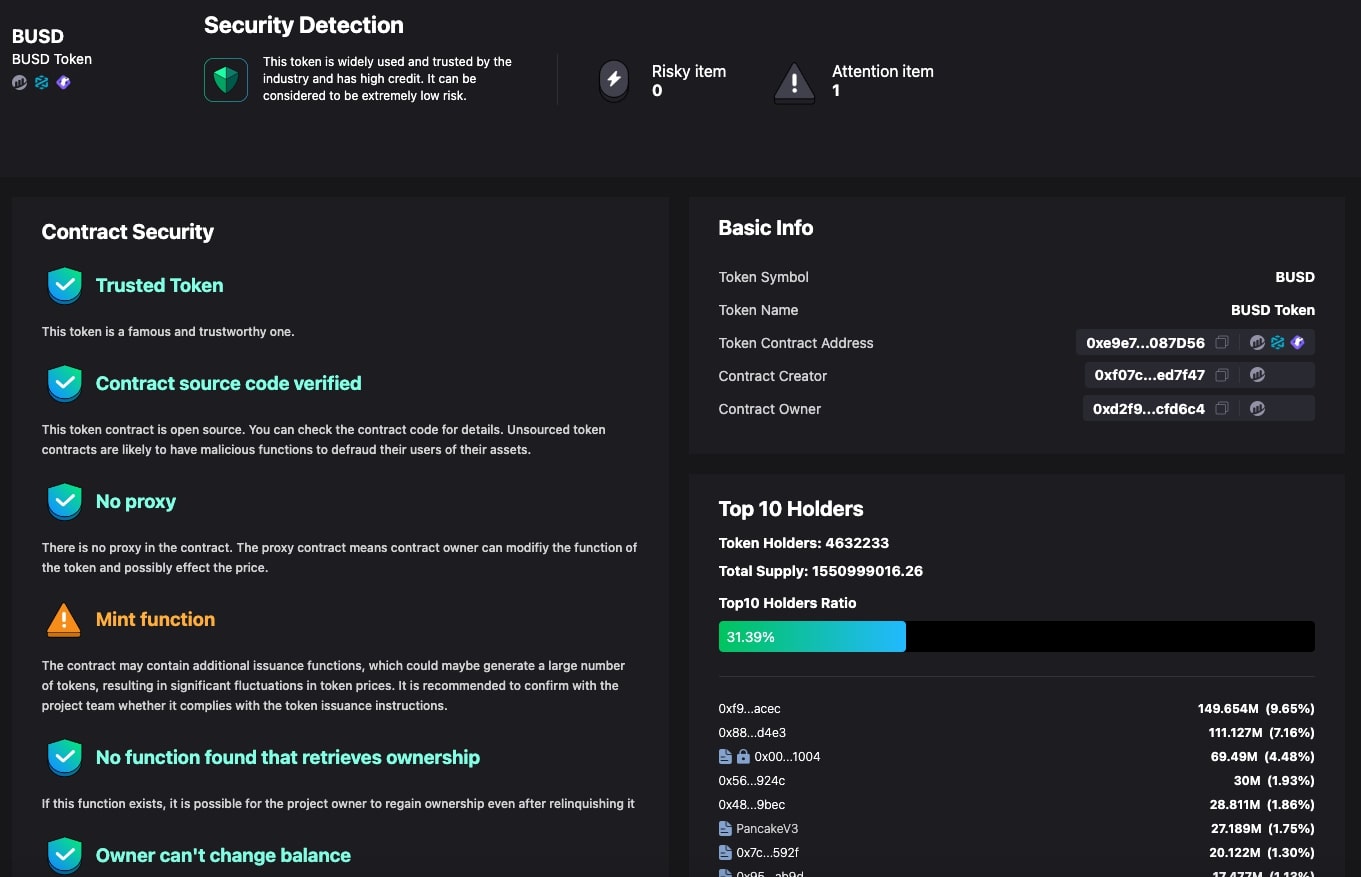 BUSD
BUSD Token
Security Detection
This token is widely used and trusted by the
industry and has high credit. It can be
considered to be extremely low risk.
Risky item
0
Attention item
1
Contract Security
Trusted Token
This token is a famous and trustworthy one.
Contract source code verified
This token contract is open source. You can check the contract code for details. Unsourced token
contracts are likely to have malicious functions to defraud their users of their assets.
No proxy
There is no proxy in the contract. The proxy contract means contract owner can modifiy the function of
the token and possibly effect the price.
Mint function
The contract may contain additional issuance functions, which could maybe generate a large number
of tokens, resulting in significant fluctuations in token prices. It is recommended to confirm with the
project team whether it complies with the token issuance instructions.
No function found that retrieves ownership
If this function exists, it is possible for the project owner to regain ownership even after relinquishing it
Owner can't change balance
Basic Info
Token Symbol BUSD
Token Name BUSD Token
Token Contract Address 0xe9e7...087D56
Contract Creator 0xf07c...ed7f47
Contract Owner 0xd2f9...cfd6c4
Top 10 Holders
Token Holders: 4632233
Total Supply: 1550999016.26
Top10 Holders Ratio
31.39%
0xf9...acec 149.654M (9.65%)
0x88...d4e3 111.127M (7.16%)
0x00...1004 69.49M (4.48%)
0x56...924c 30M (1.93%)
0x48...9bec 28.811M (1.86%)
PancakeV3 27.189M (1.75%)
0x7c...592f 20.122M (1.30%)
0x95...ab9d 17.477M (1.13%)